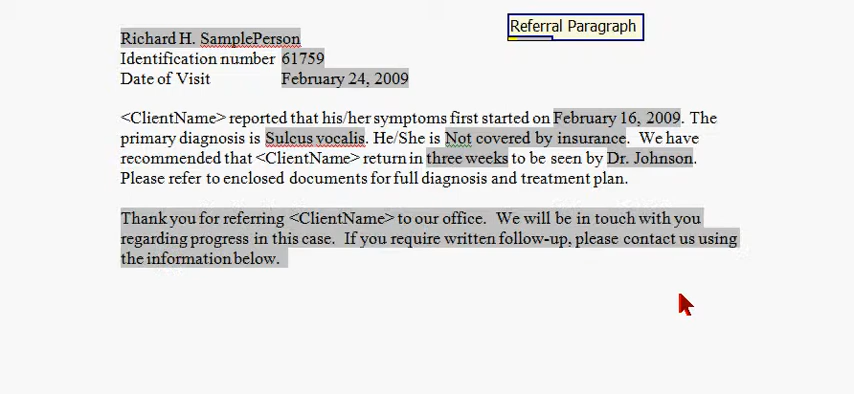 Referral Paragraph
Richard H. SamplePerson
Identification number 61759
Date of Visit February 24, 2009
<ClientName> reported that his/her symptoms first started on February 16, 2009. The
primary diagnosis is Sulcus vocalis. He/She is Not covered by insurance. We have
recommended that <ClientName> return in three weeks to be seen by Dr. Johnson.
Please refer to enclosed documents for full diagnosis and treatment plan.
Thank you for referring <ClientName> to our office. We will be in touch with you
regarding progress in this case. If you require written follow-up, please contact us using
the information below.